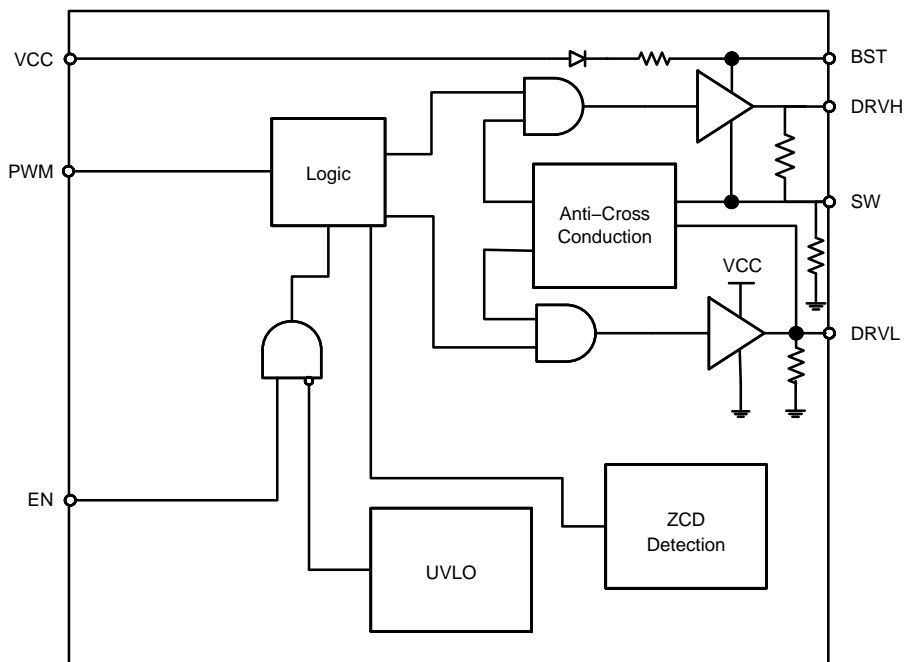 VCC
BST
DRVH
PWM
Logic
SW
Anti−Cross
Conduction
VCC
DRVL
EN
ZCD
Detection
UVLO